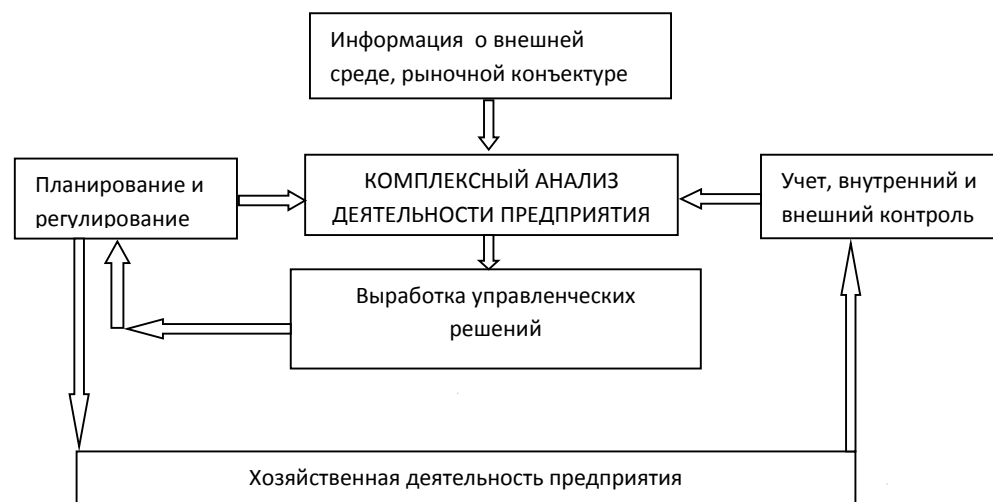 Информация о внешней
среде, рыночной конъектуре
Планирование и
регулирование
КОМПЛЕКСНЫЙ АНАЛИЗ
ДЕЯТЕЛЬНОСТИ ПРЕДПРИЯТИЯ
Учет, внутренний и
внешний контроль
Выработка управленческих
решений
Хозяйственная деятельность предприятия